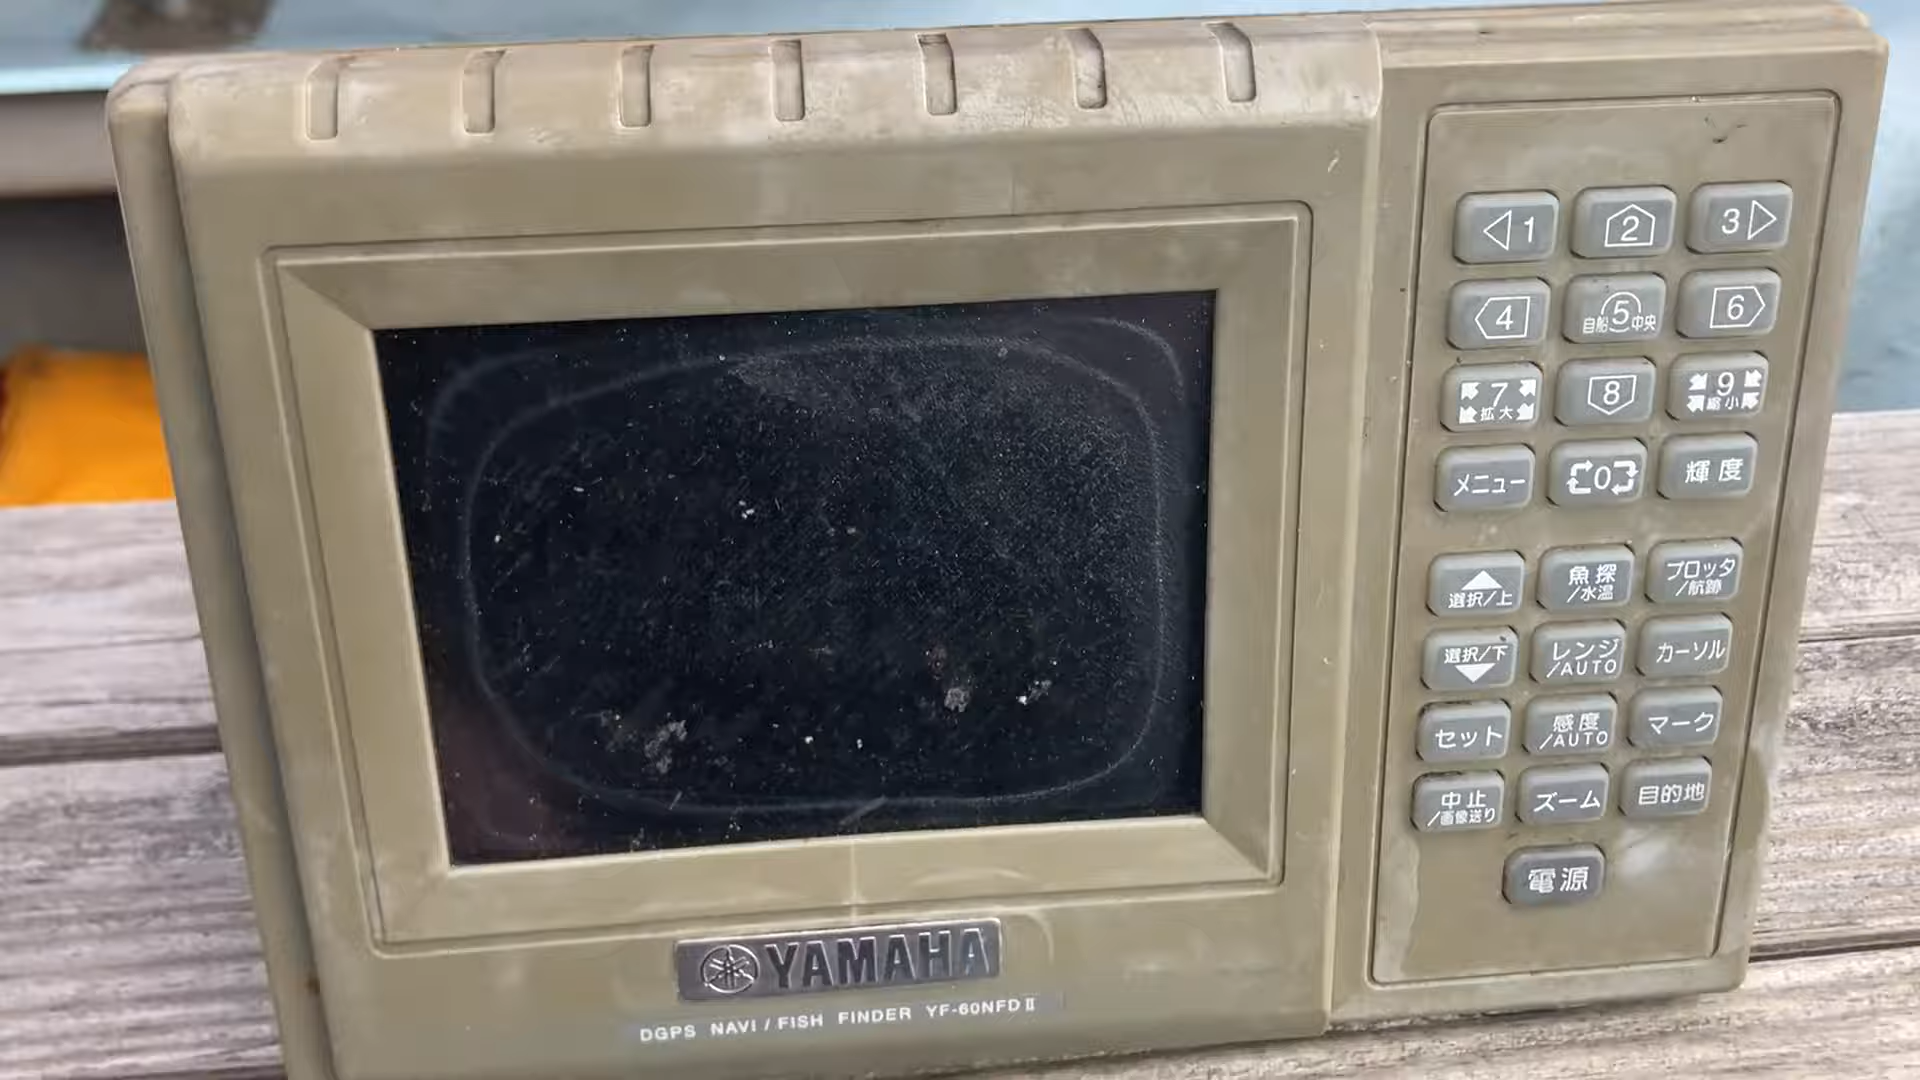 1 2 3
4 5 6
自船 中央
7 8 9
拡大 縮小
メニュー 0 輝度
選択/上 魚探/水温 プロッタ/航跡
選択/下 レンジ/AUTO カーソル
セット 感度/AUTO マーク
中止/画像送り ズーム 目的地
電源
YAMAHA
DGPS NAVI / FISH FINDER YF-60NFD II